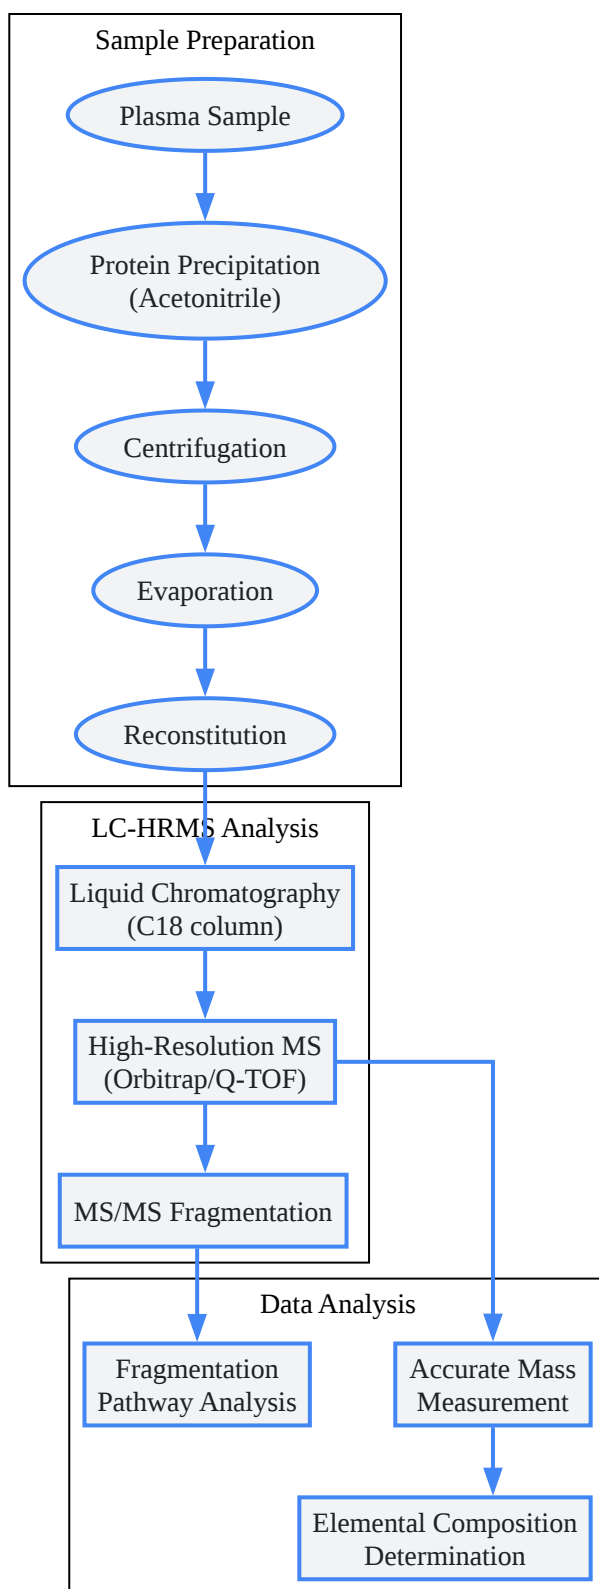 Sample Preparation
Plasma Sample
Protein Precipitation
(Acetonitrile)
Centrifugation
Evaporation
Reconstitution
LC-HRMS Analysis
Liquid Chromatography
(C18 column)
High-Resolution MS
(Orbitrap/Q-TOF)
MS/MS Fragmentation
Data Analysis
Fragmentation
Pathway Analysis
Accurate Mass
Measurement
Elemental Composition
Determination